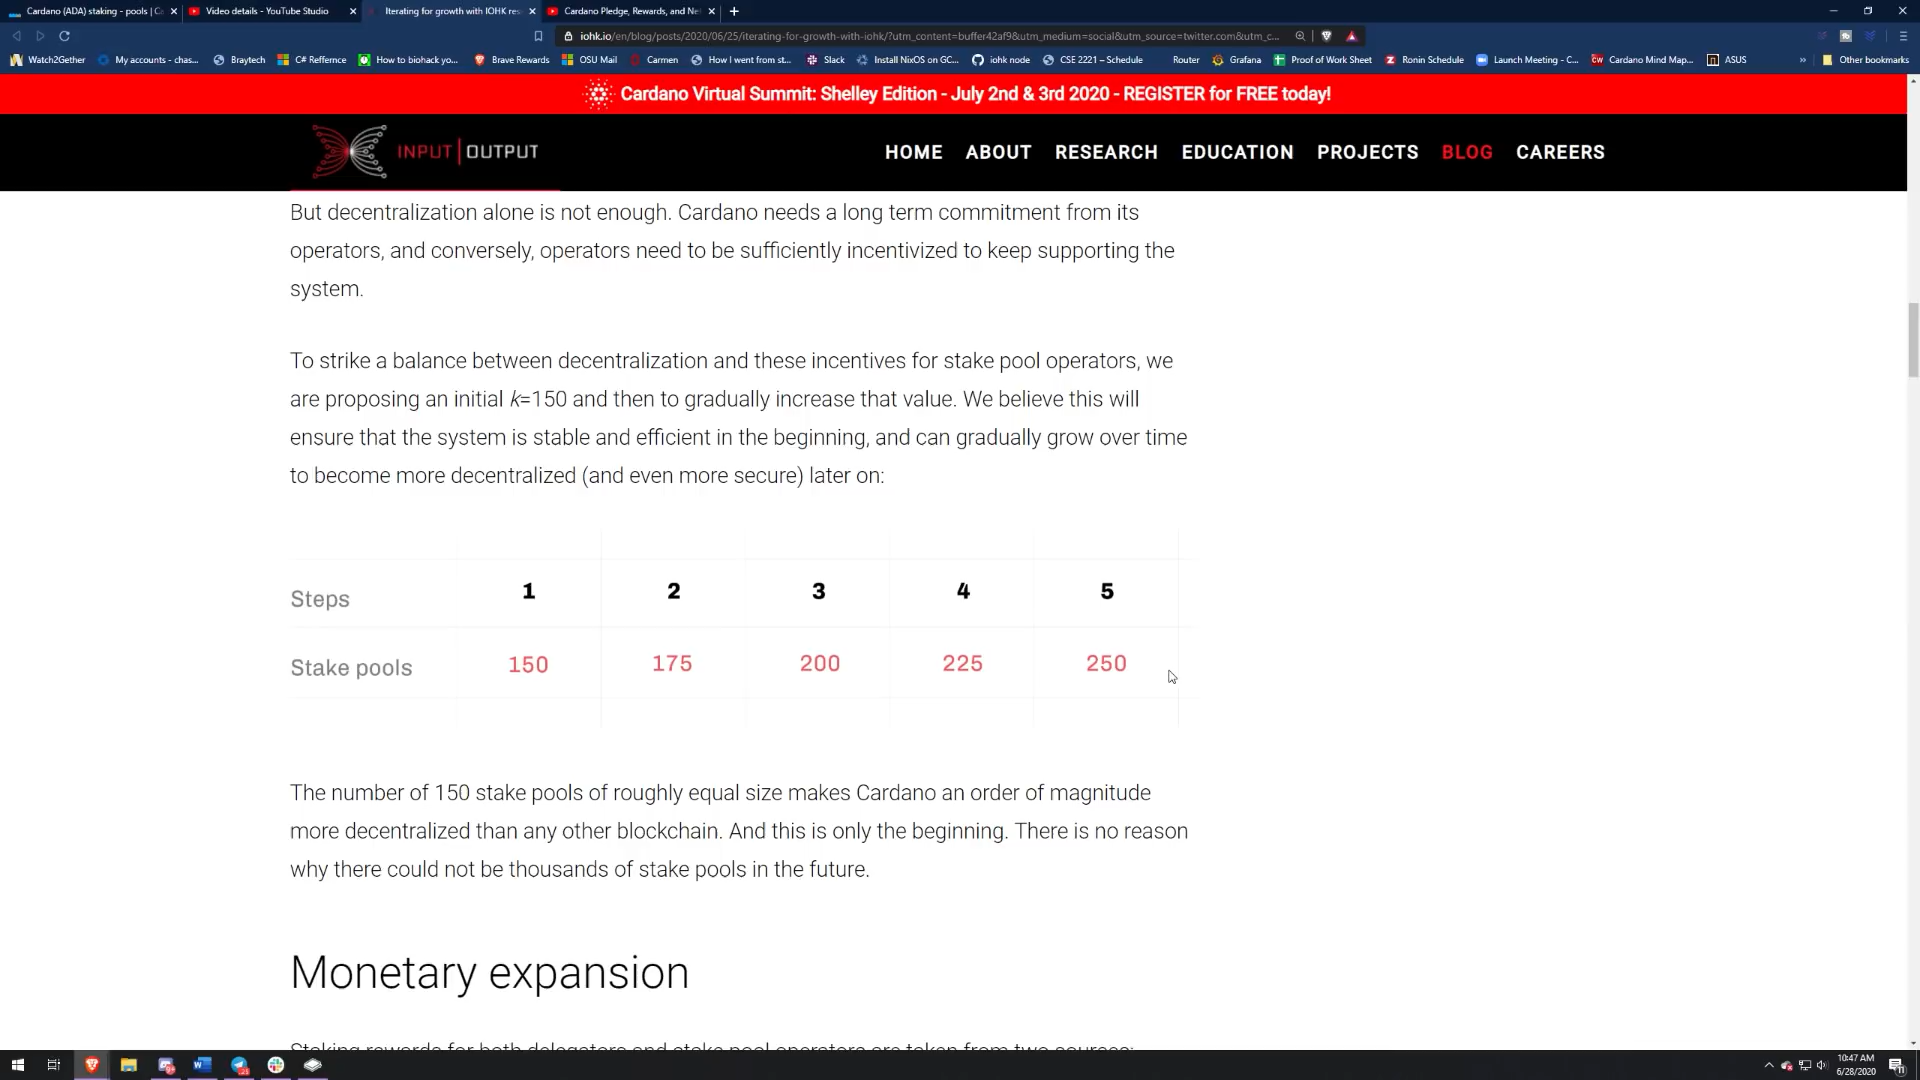 Cardano (ADA) staking - pools | C
Video details - YouTube Studio
Iterating for growth with IOHK res
Cardano Pledge, Rewards, and Ne
iohk.io/en/blog/posts/2020/06/25/iterating-for-growth-with-iohk/?utm_content=buffer42af9&utm_medium=social&utm_source=twitter.com&utm_c...
Watch2Gether
My accounts - chas...
Braytech
C# Reffernce
How to biohack yo...
Brave Rewards
OSU Mail
Carmen
How I went from st...
Slack
Install NixOS on GC...
iohk node
CSE 2221 – Schedule
Router
Grafana
Proof of Work Sheet
Ronin Schedule
Launch Meeting - C...
Cardano Mind Map...
ASUS
Other bookmarks
Cardano Virtual Summit: Shelley Edition - July 2nd & 3rd 2020 - REGISTER for FREE today!
INPUT | OUTPUT
HOME ABOUT RESEARCH EDUCATION PROJECTS BLOG CAREERS
But decentralization alone is not enough. Cardano needs a long term commitment from its
operators, and conversely, operators need to be sufficiently incentivized to keep supporting the
system.
To strike a balance between decentralization and these incentives for stake pool operators, we
are proposing an initial k=150 and then to gradually increase that value. We believe this will
ensure that the system is stable and efficient in the beginning, and can gradually grow over time
to become more decentralized (and even more secure) later on:
Steps 1 2 3 4 5
Stake pools 150 175 200 225 250
The number of 150 stake pools of roughly equal size makes Cardano an order of magnitude
more decentralized than any other blockchain. And this is only the beginning. There is no reason
why there could not be thousands of stake pools in the future.
Monetary expansion
Staking rewards for both delegators and stake pool operators are taken from two sources:
10:47 AM
6/28/2020